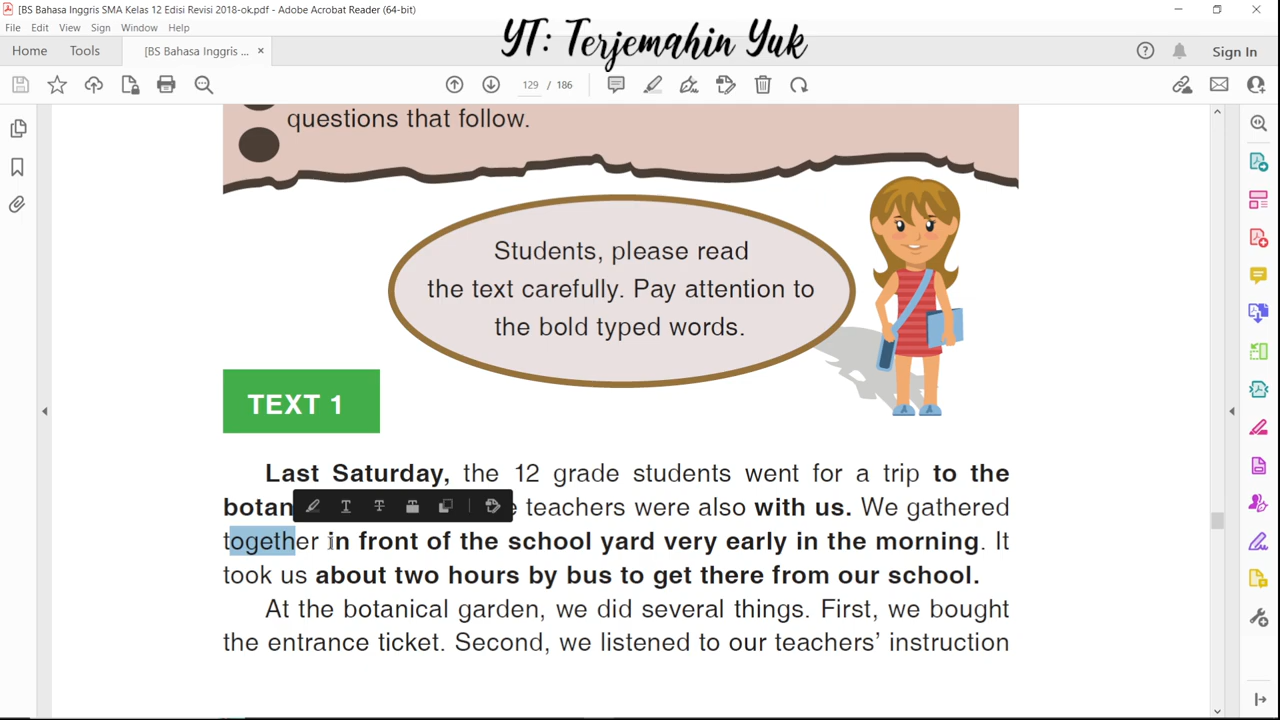 [BS Bahasa Inggris SMA Kelas 12 Edisi Revisi 2018-ok.pdf - Adobe Acrobat Reader (64-bit)
File Edit View Sign Window Help
YT: Terjemahin Yuk
Home Tools [BS Bahasa Inggris ... Sign In
129 / 186
questions that follow.
Students, please read
the text carefully. Pay attention to
the bold typed words.
TEXT 1
Last Saturday, the 12 grade students went for a trip to the
botan teachers were also with us. We gathered
together in front of the school yard very early in the morning. It
took us about two hours by bus to get there from our school.
At the botanical garden, we did several things. First, we bought
the entrance ticket. Second, we listened to our teachers' instruction